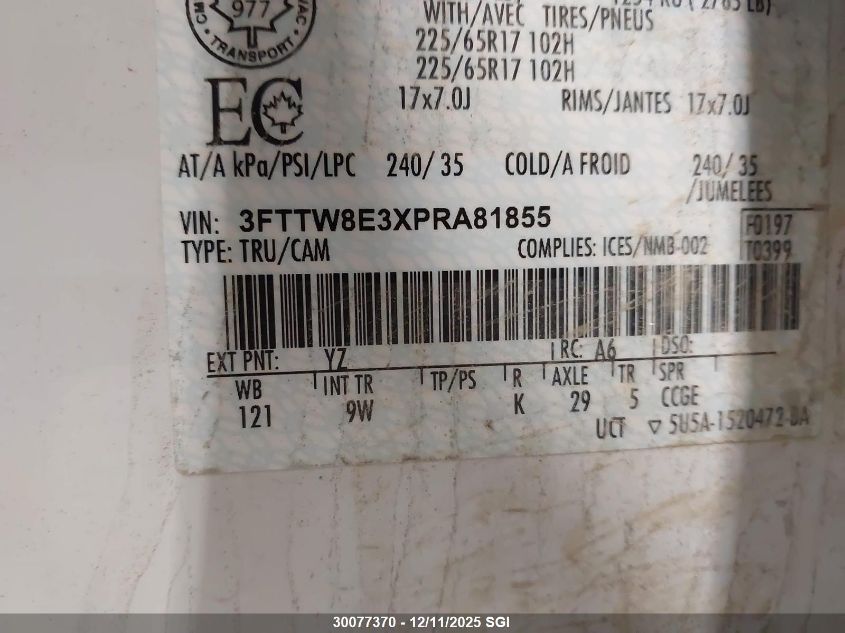 977
TRANSPORT
WITH/AVEC TIRES/PNEUS
225/65R17 102H
225/65R17 102H
EC
17x7.0J RIMS/JANTES 17x7.0J
AT/A kPa/PSI/LPC 240/ 35 COLD/A FROID 240/ 35
/JUMELEES
VIN: 3FTTW8E3XPRA81855 F0197
TYPE: TRU/CAM COMPLIES: ICES/NMB-002 T0399
EXT PNT: YZ RC: A6 DSO:
WB INT TR TP/PS R AXLE TR SPR
121 9W K 29 5 CCGE
UCT ▽ 5U5A-1520472-BA
30077370 - 12/11/2025 SGI